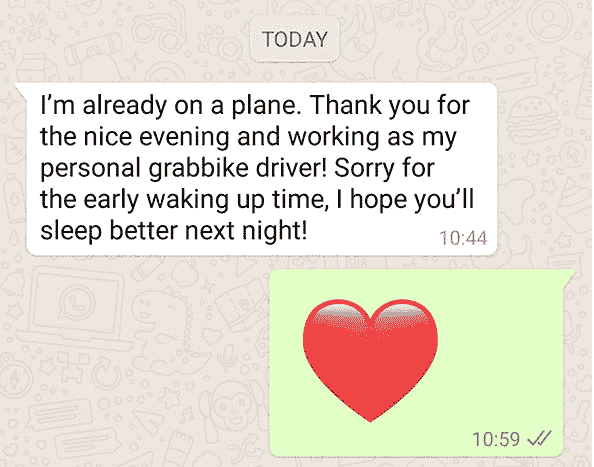 TODAY
I’m already on a plane. Thank you for
the nice evening and working as my
personal grabbike driver! Sorry for
the early waking up time, I hope you’ll
sleep better next night!
10:44
10:59